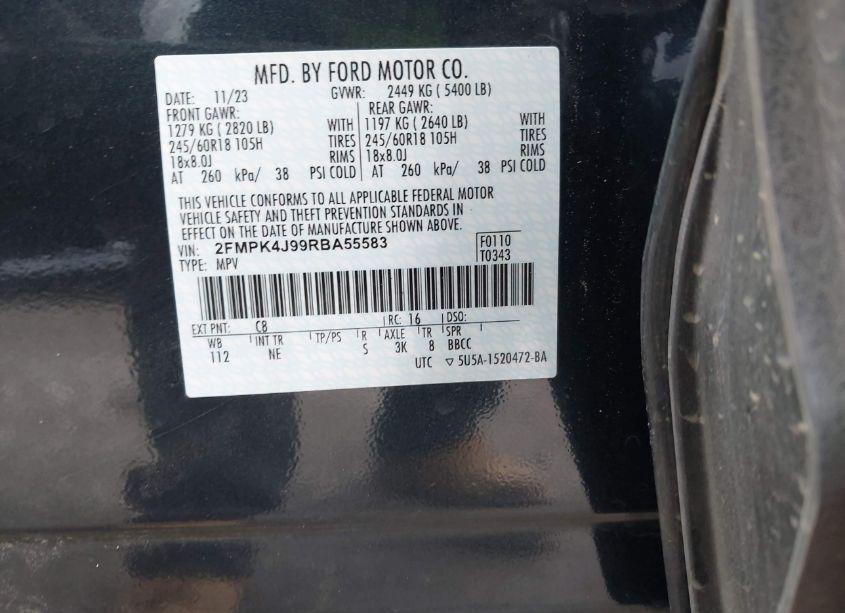 MFD. BY FORD MOTOR CO.
DATE: 11/23 GVWR: 2449 KG ( 5400 LB)
FRONT GAWR: REAR GAWR:
1279 KG ( 2820 LB) WITH 1197 KG ( 2640 LB) WITH
245/60R18 105H TIRES 245/60R18 105H TIRES
18x8.0J RIMS 18x8.0J RIMS
AT 260 kPa/ 38 PSI COLD AT 260 kPa/ 38 PSI COLD
THIS VEHICLE CONFORMS TO ALL APPLICABLE FEDERAL MOTOR
VEHICLE SAFETY AND THEFT PREVENTION STANDARDS IN
EFFECT ON THE DATE OF MANUFACTURE SHOWN ABOVE.
VIN: 2FMPK4J99RBA55583 F0110
TYPE: MPV T0343
EXT PNT: C8 RC: 16 DSO:
WB INT TR TP/PS R AXLE TR SPR
112 NE S 3K 8 BBCC
UTC ▽ 5U5A-1520472-BA